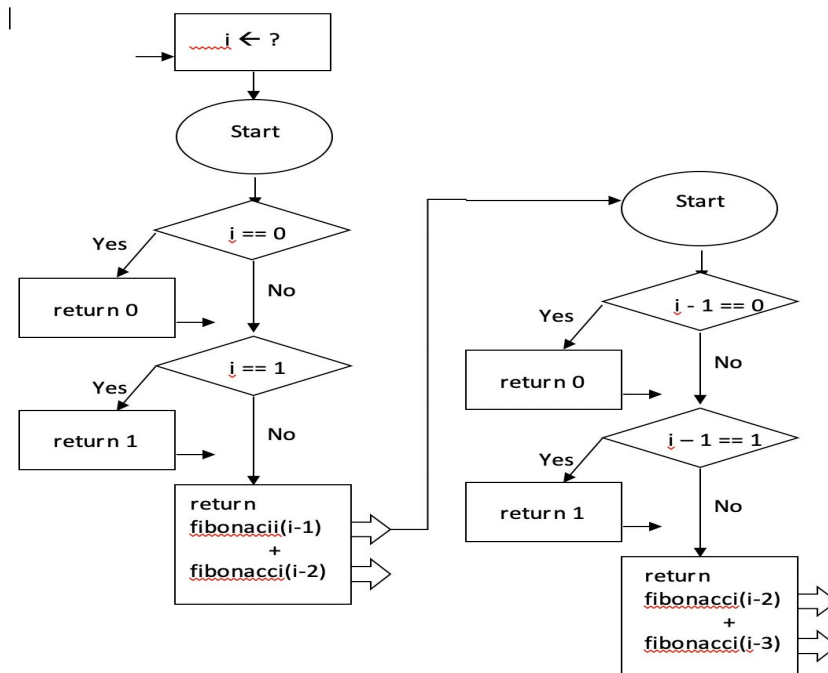 i ← ?
Start
i == 0
Yes
No
return 0
i == 1
Yes
No
return 1
return
fibonacii(i-1)
+
fibonacci(i-2)
Start
i - 1 == 0
Yes
No
return 0
i – 1 == 1
Yes
No
return 1
return
fibonacci(i-2)
+
fibonacci(i-3)